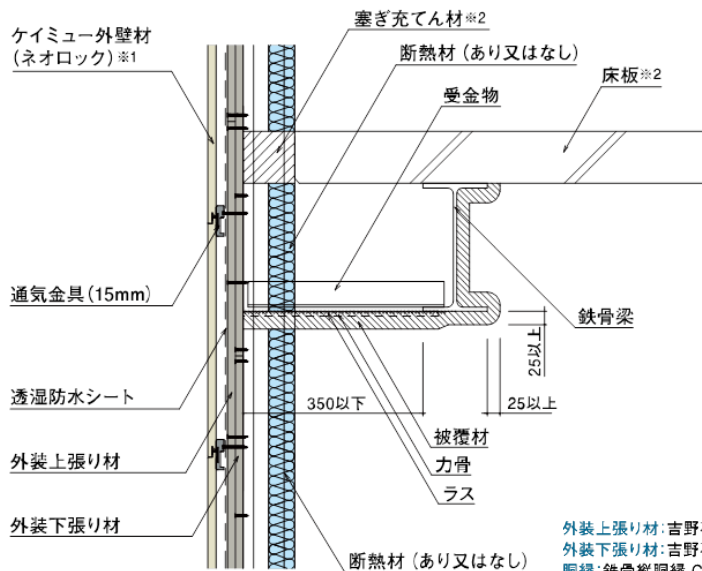 塞ぎ充てん材※2
ケイミュー外壁材
(ネオロック)※1
断熱材(あり又はなし)
床板※2
受金物
通気金具(15mm)
鉄骨梁
25以上
透湿防水シート
350以下
25以上
被覆材
外装上張り材
力骨
ラス
外装下張り材
外装上張り材:吉野
外装下張り材:吉野
断熱材(あり又はなし)